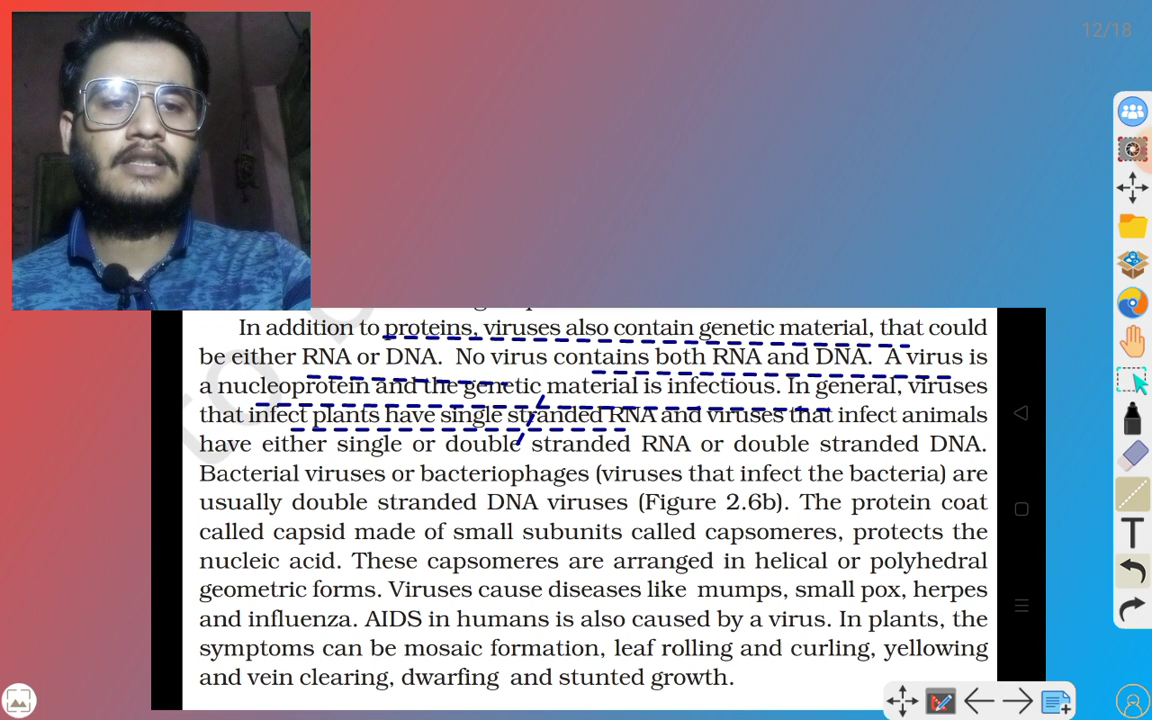 12/18
In addition to proteins, viruses also contain genetic material, that could
be either RNA or DNA. No virus contains both RNA and DNA. A virus is
a nucleoprotein and the genetic material is infectious. In general, viruses
that infect plants have single stranded RNA and viruses that infect animals
have either single or double stranded RNA or double stranded DNA.
Bacterial viruses or bacteriophages (viruses that infect the bacteria) are
usually double stranded DNA viruses (Figure 2.6b). The protein coat
called capsid made of small subunits called capsomeres, protects the
nucleic acid. These capsomeres are arranged in helical or polyhedral
geometric forms. Viruses cause diseases like mumps, small pox, herpes
and influenza. AIDS in humans is also caused by a virus. In plants, the
symptoms can be mosaic formation, leaf rolling and curling, yellowing
and vein clearing, dwarfing and stunted growth.